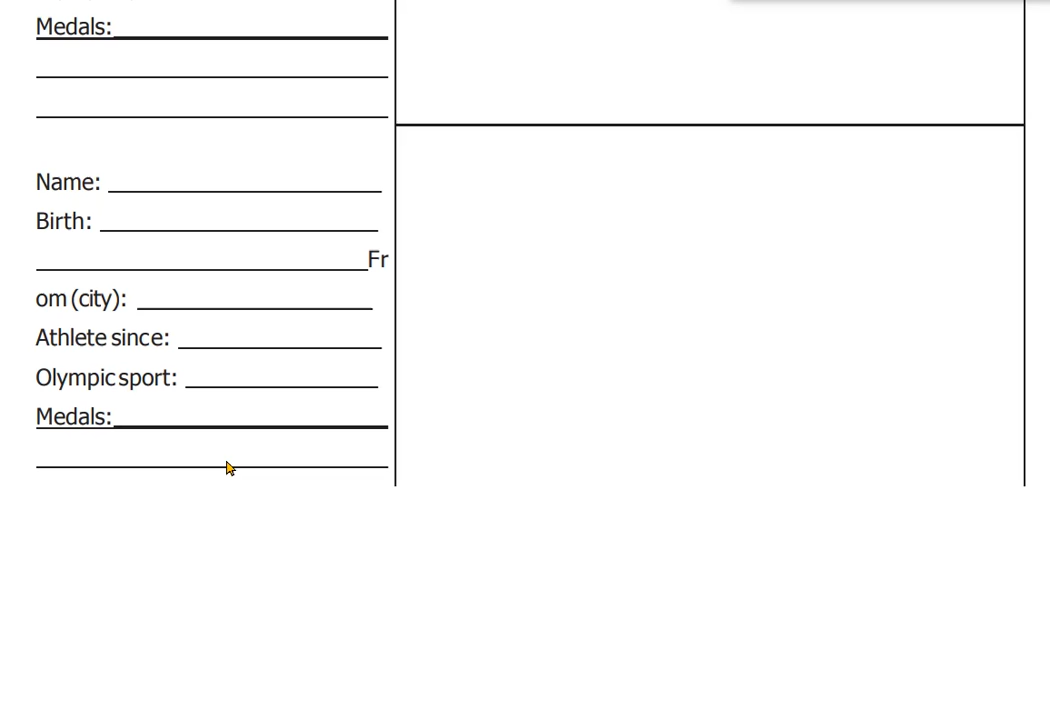 Medals:
Name:
Birth:
Fr
om (city):
Athlete since:
Olympic sport:
Medals: